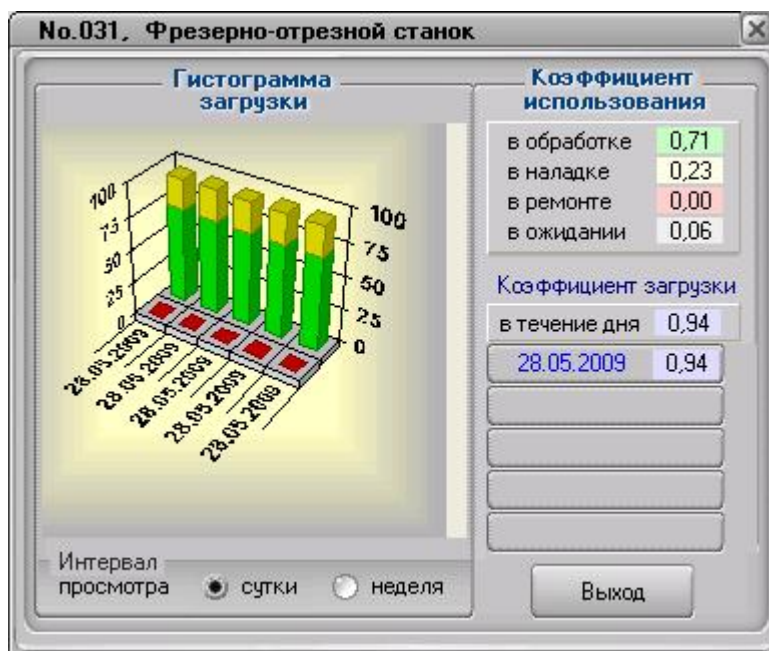 No.031, Фрезерно-отрезной станок
Гистограмма
загрузки
100
75
50
25
0
100
75
50
25
0
28.05.2009
28.05.2009
28.05.2009
28.05.2009
28.05.2009
Интервал
просмотра
сутки
неделя
Коэффициент
использования
в обработке 0,71
в наладке 0,23
в ремонте 0,00
в ожидании 0,06
Коэффициент загрузки
в течение дня 0,94
28.05.2009 0,94
Выход